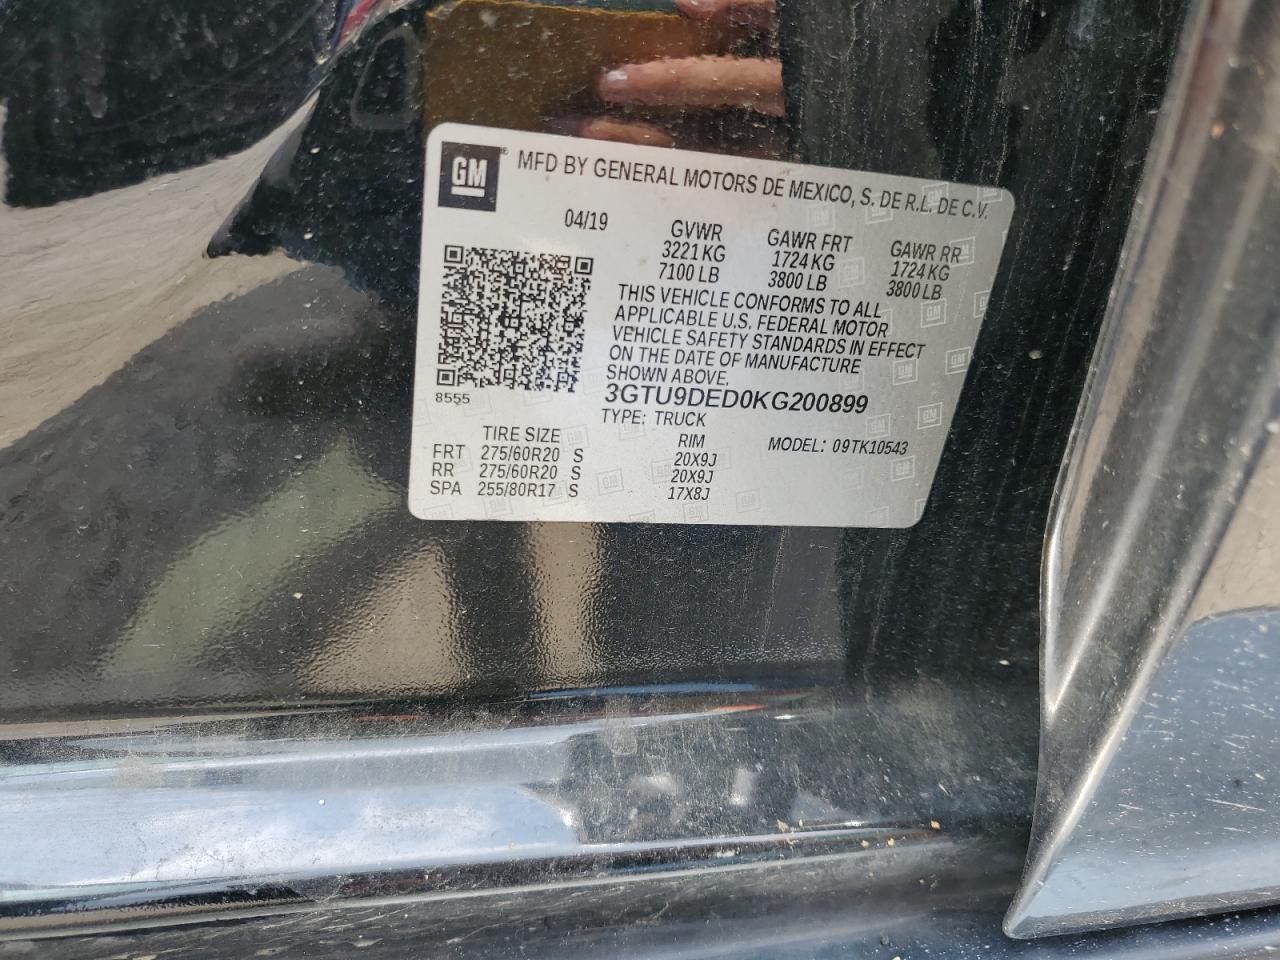 GM® MFD BY GENERAL MOTORS DE MEXICO, S. DE R.L. DE C.V.
04/19 GVWR GAWR FRT GAWR RR
3221 KG 1724 KG 1724 KG
7100 LB 3800 LB 3800 LB
THIS VEHICLE CONFORMS TO ALL
APPLICABLE U.S. FEDERAL MOTOR
VEHICLE SAFETY STANDARDS IN EFFECT
ON THE DATE OF MANUFACTURE
SHOWN ABOVE.
8555
3GTU9DED0KG200899
TYPE: TRUCK
TIRE SIZE RIM MODEL: 09TK10543
FRT 275/60R20 S 20X9J
RR 275/60R20 S 20X9J
SPA 255/80R17 S 17X8J